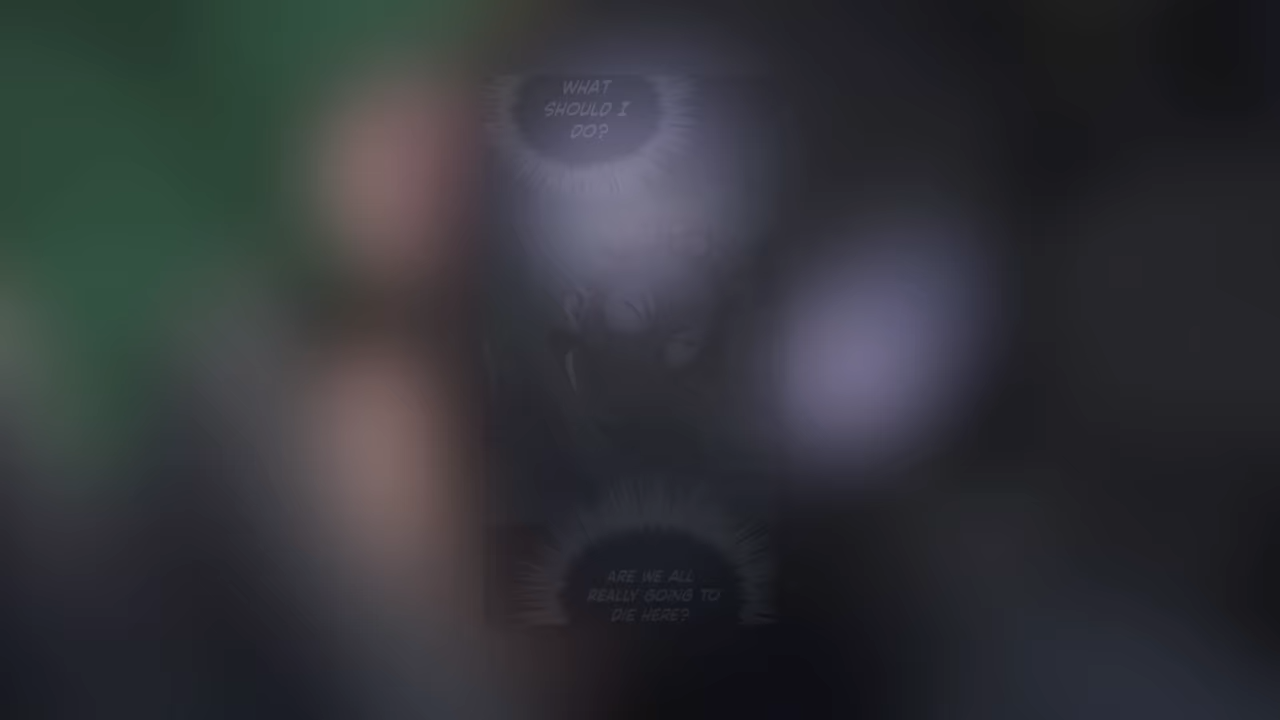 WHAT
SHOULD I
DO?
ARE WE ALL
REALLY GOING TO
DIE HERE?